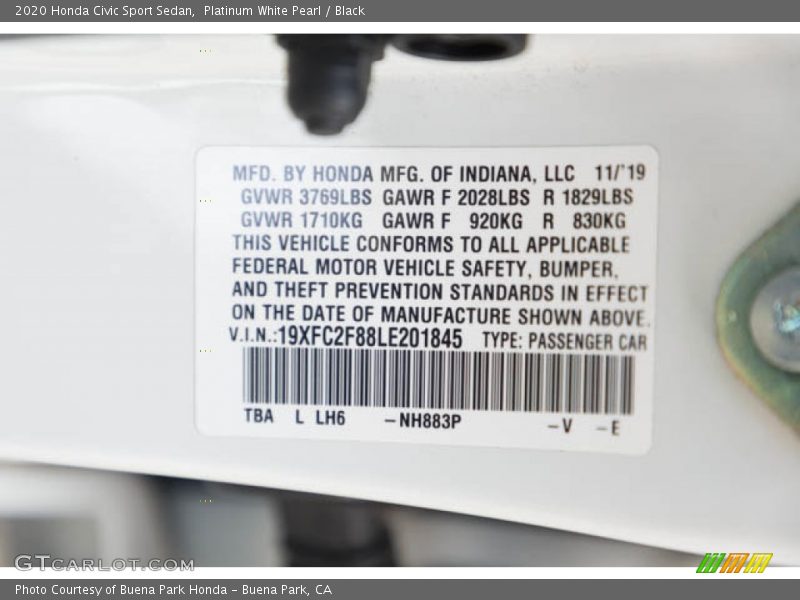 2020 Honda Civic Sport Sedan, Platinum White Pearl / Black
MFD. BY HONDA MFG. OF INDIANA, LLC 11/'19
GVWR 3769LBS GAWR F 2028LBS R 1829LBS
GVWR 1710KG GAWR F 920KG R 830KG
THIS VEHICLE CONFORMS TO ALL APPLICABLE
FEDERAL MOTOR VEHICLE SAFETY, BUMPER,
AND THEFT PREVENTION STANDARDS IN EFFECT
ON THE DATE OF MANUFACTURE SHOWN ABOVE.
V.I.N.:19XFC2F88LE201845 TYPE: PASSENGER CAR
TBA L LH6 –NH883P –V –E
GTcarlot.com
Photo Courtesy of Buena Park Honda – Buena Park, CA